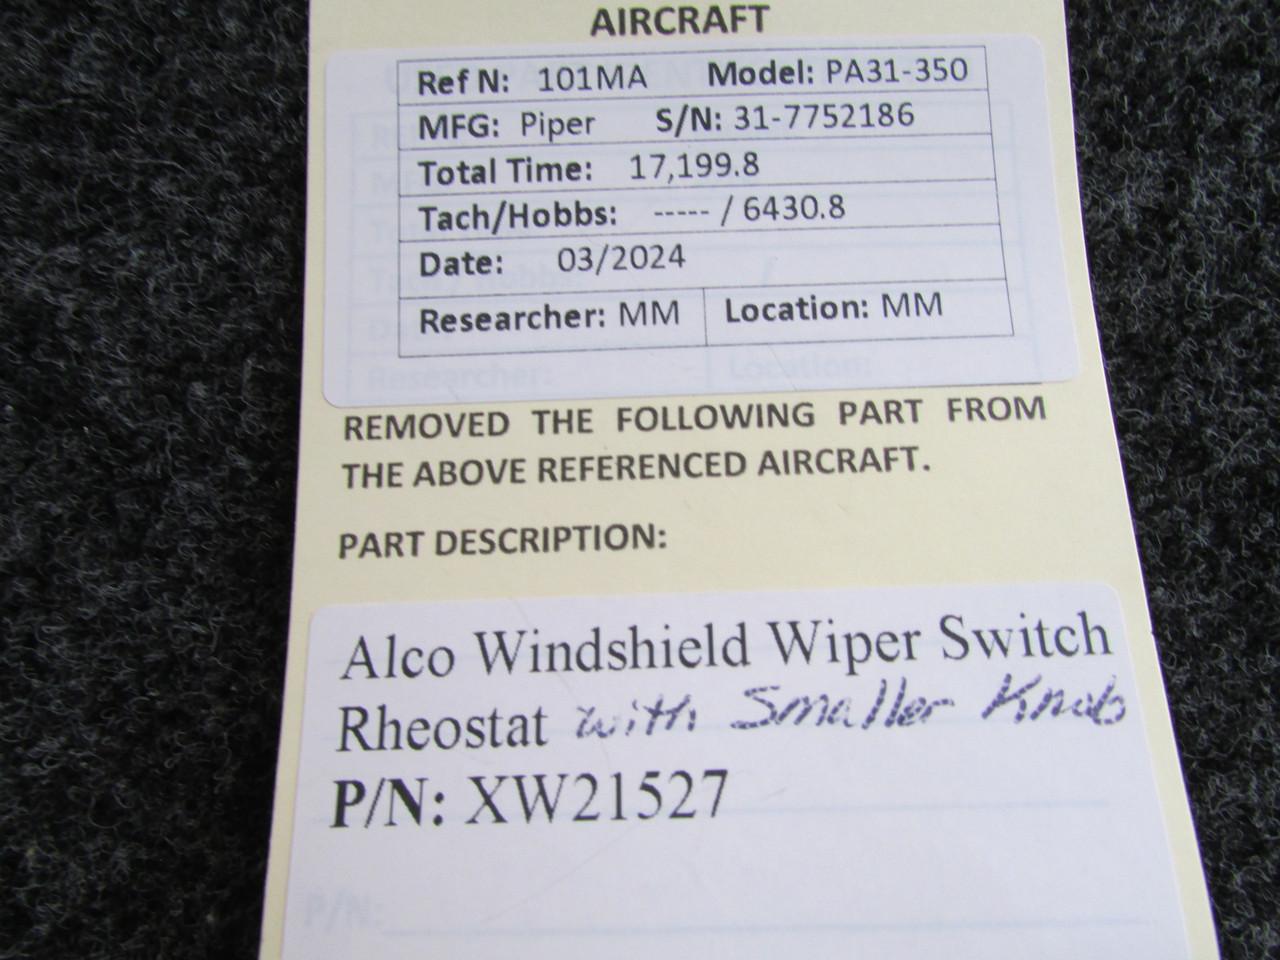 AIRCRAFT
Ref N: 101MA Model: PA31-350
MFG: Piper S/N: 31-7752186
Total Time: 17,199.8
Tach/Hobbs: ----- / 6430.8
Date: 03/2024
Researcher: MM Location: MM
Researcher: Location:
REMOVED THE FOLLOWING PART FROM
THE ABOVE REFERENCED AIRCRAFT.
PART DESCRIPTION:
Alco Windshield Wiper Switch
Rheostat with Smaller Knob
P/N: XW21527
P/N: